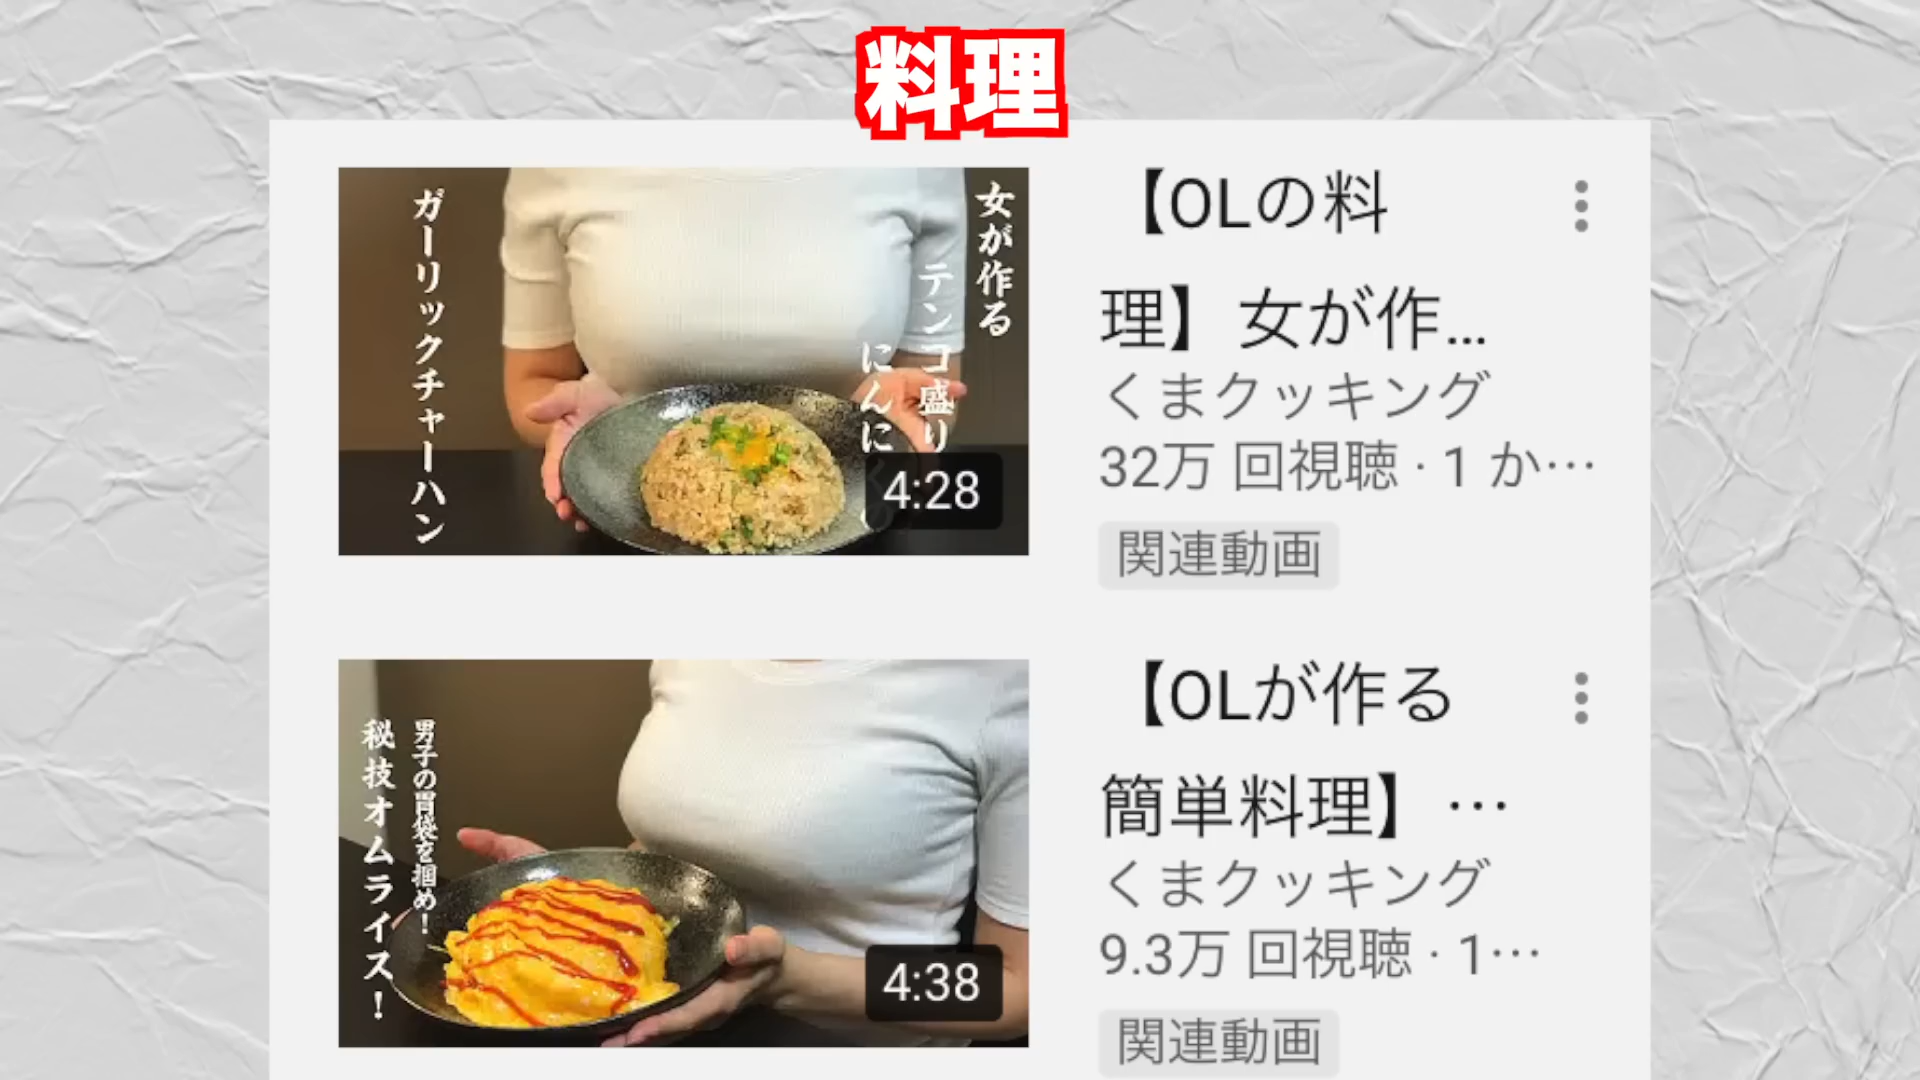 料理
女が作る
テンコ盛り
にんに
ガーリックチャーハン
4:28
【OLの料
理】女が作...
くまクッキング
32万 回視聴 · 1 か…
関連動画
男子の胃袋を掴め！
秘技オムライス！
4:38
【OLが作る
簡単料理】…
くまクッキング
9.3万 回視聴 · 1…
関連動画